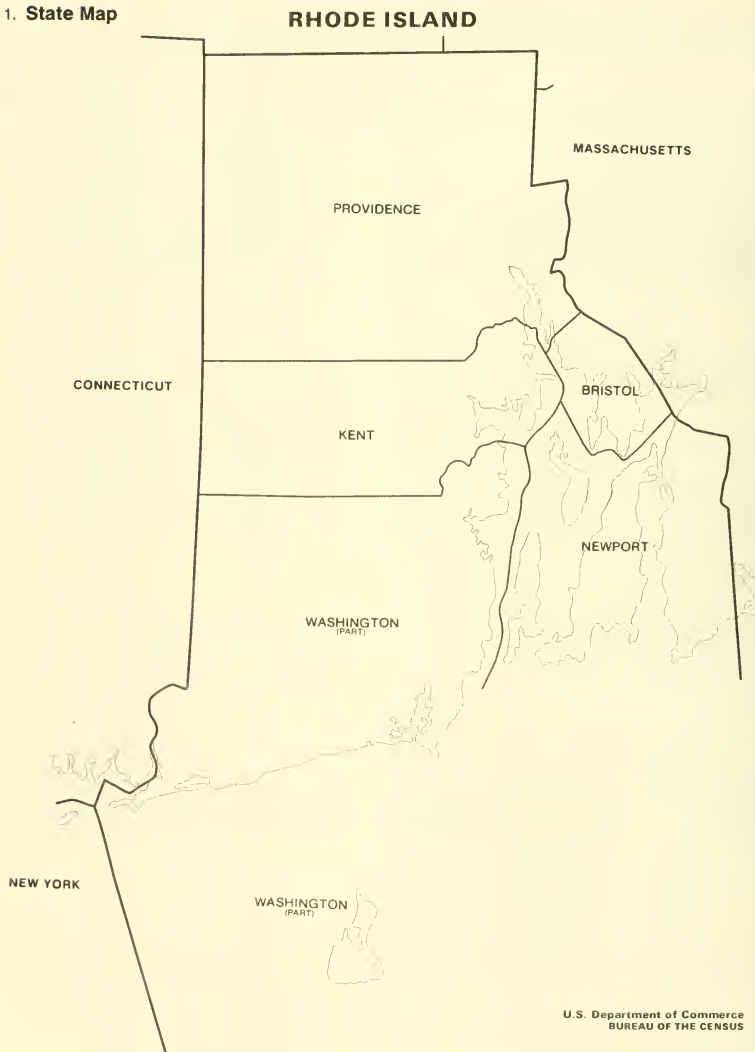 1. State Map
RHODE ISLAND
MASSACHUSETTS
PROVIDENCE
CONNECTICUT
BRISTOL
KENT
NEWPORT
WASHINGTON
(PART)
NEW YORK
WASHINGTON
(PART)
U.S. Department of Commerce
BUREAU OF THE CENSUS